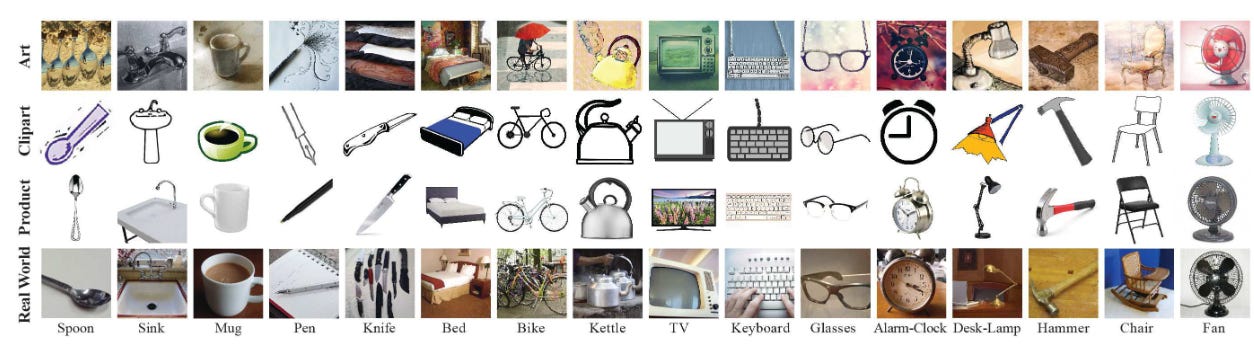 Art
Clipart
Product
Real World
Spoon Sink Mug Pen Knife Bed Bike Kettle TV Keyboard Glasses Alarm-Clock Desk-Lamp Hammer Chair Fan